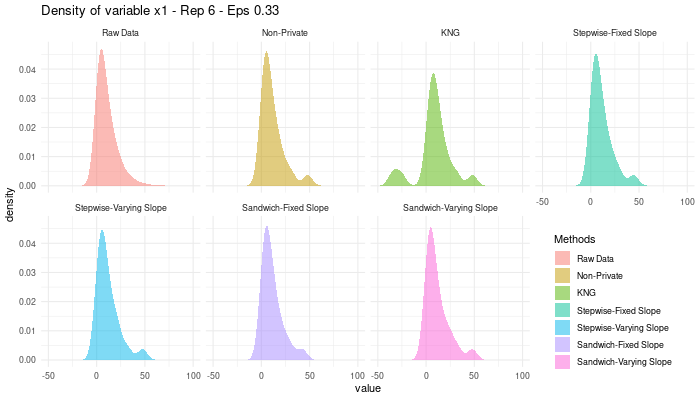 Density of variable x1 - Rep 6 - Eps 0.33
Raw Data
Non-Private
KNG
Stepwise-Fixed Slope
0.04
0.03
0.02
0.01
0.00
-50 0 50 100
density
Stepwise-Varying Slope
Sandwich-Fixed Slope
Sandwich-Varying Slope
0.04
0.03
0.02
0.01
0.00
-50 0 50 100
-50 0 50 100
-50 0 50 100
value
Methods
Raw Data
Non-Private
KNG
Stepwise-Fixed Slope
Stepwise-Varying Slope
Sandwich-Fixed Slope
Sandwich-Varying Slope